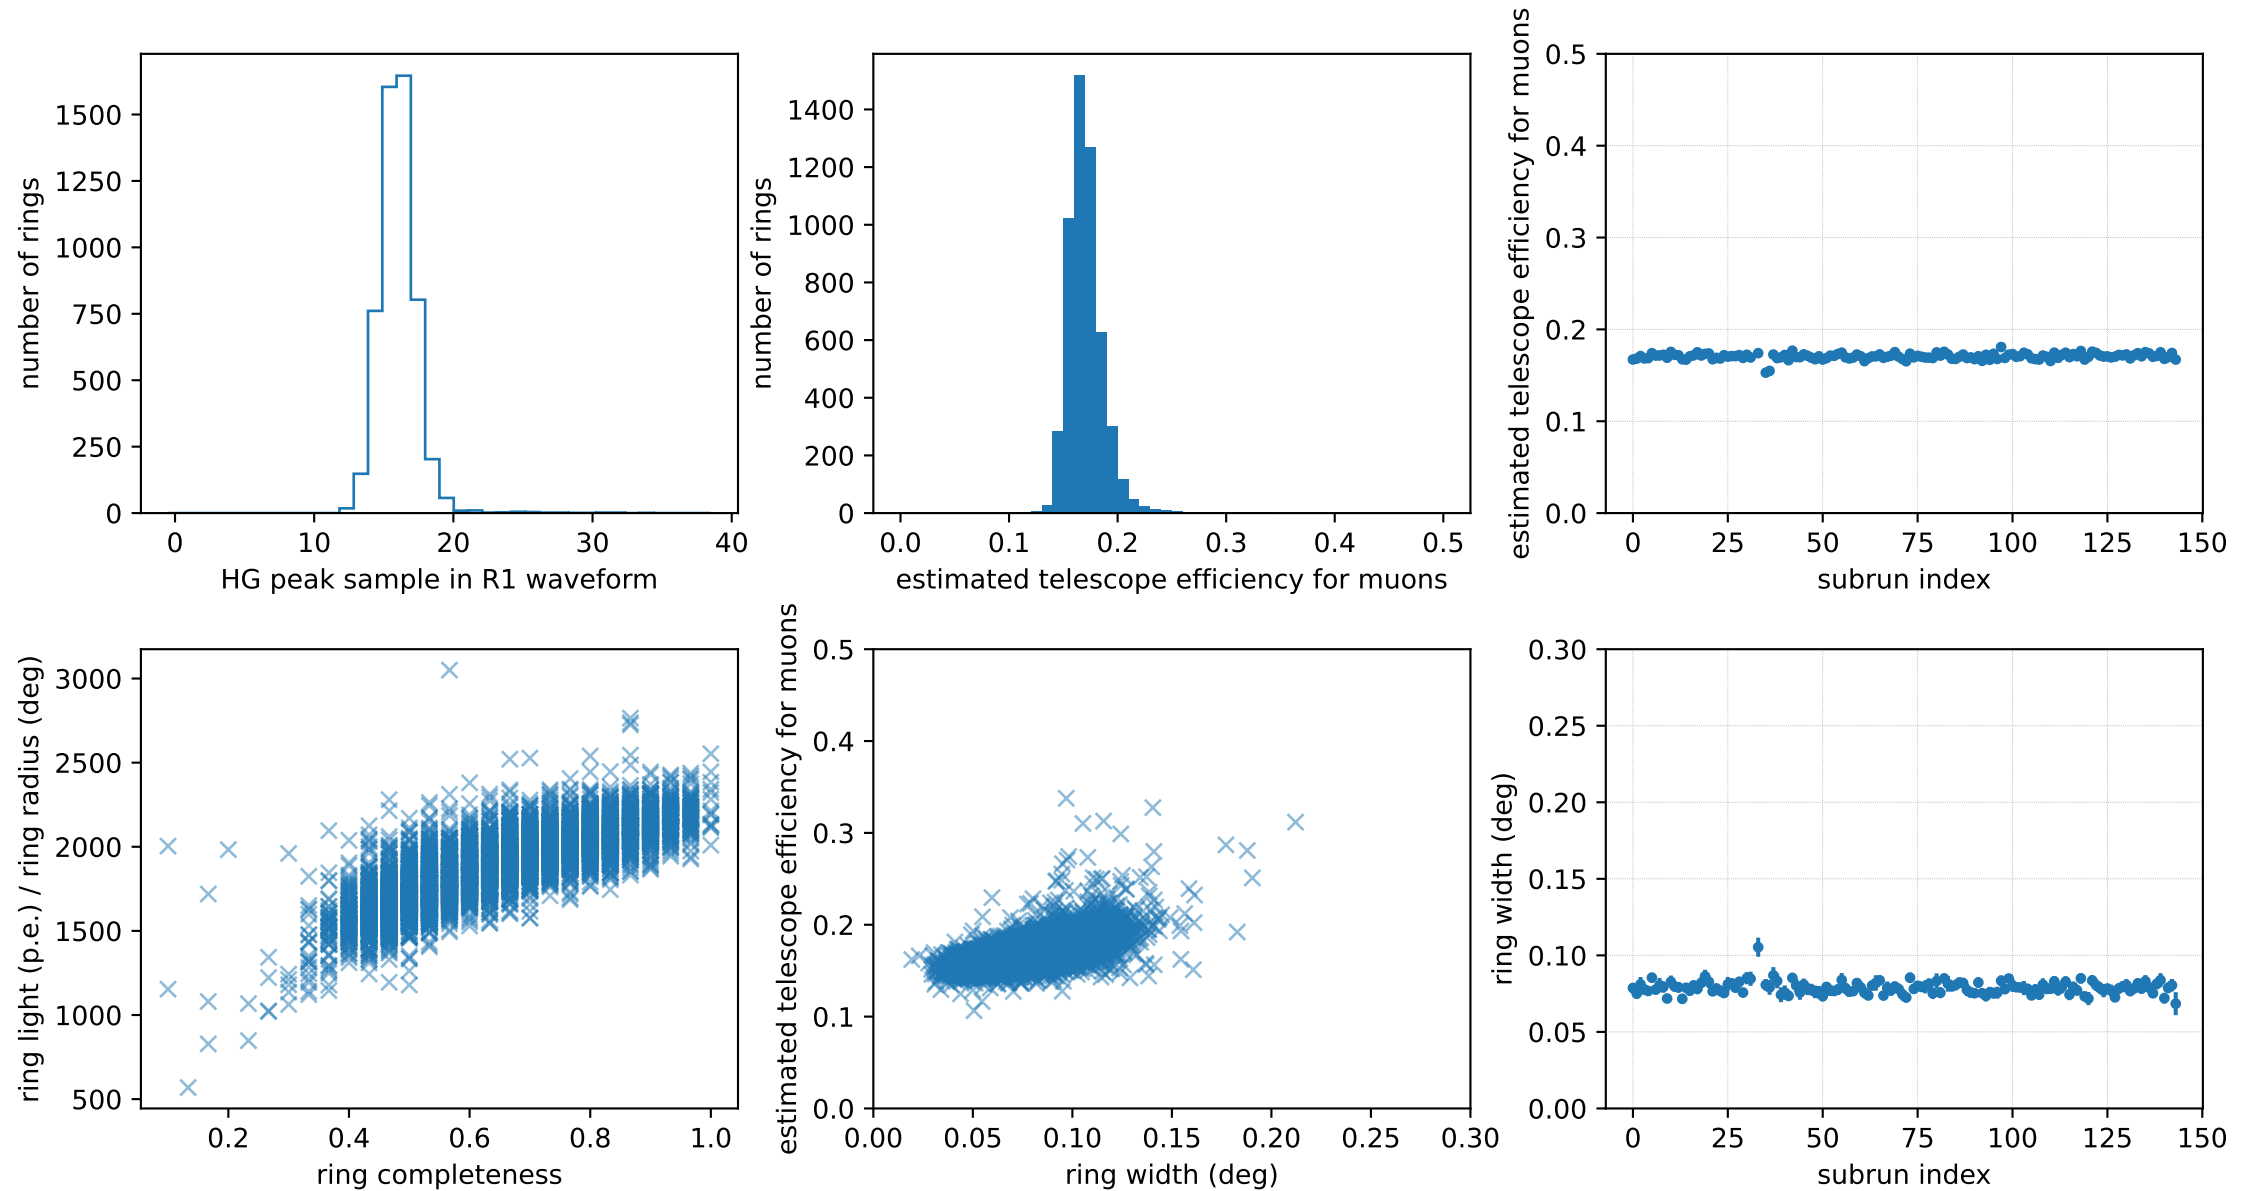 number of rings
1500
1250
1000
750
500
250
0
0 10 20 30 40
HG peak sample in R1 waveform
number of rings
1400
1200
1000
800
600
400
200
0
0.0 0.1 0.2 0.3 0.4 0.5
estimated telescope efficiency for muons
estimated telescope efficiency for muons
0.5
0.4
0.3
0.2
0.1
0.0
0 25 50 75 100 125 150
subrun index
ring light (p.e.) / ring radius (deg)
3000
2500
2000
1500
1000
500
0.2 0.4 0.6 0.8 1.0
ring completeness
estimated telescope efficiency for muons
0.5
0.4
0.3
0.2
0.1
0.0
0.00 0.05 0.10 0.15 0.20 0.25 0.30
ring width (deg)
ring width (deg)
0.30
0.25
0.20
0.15
0.10
0.05
0.00
0 25 50 75 100 125 150
subrun index